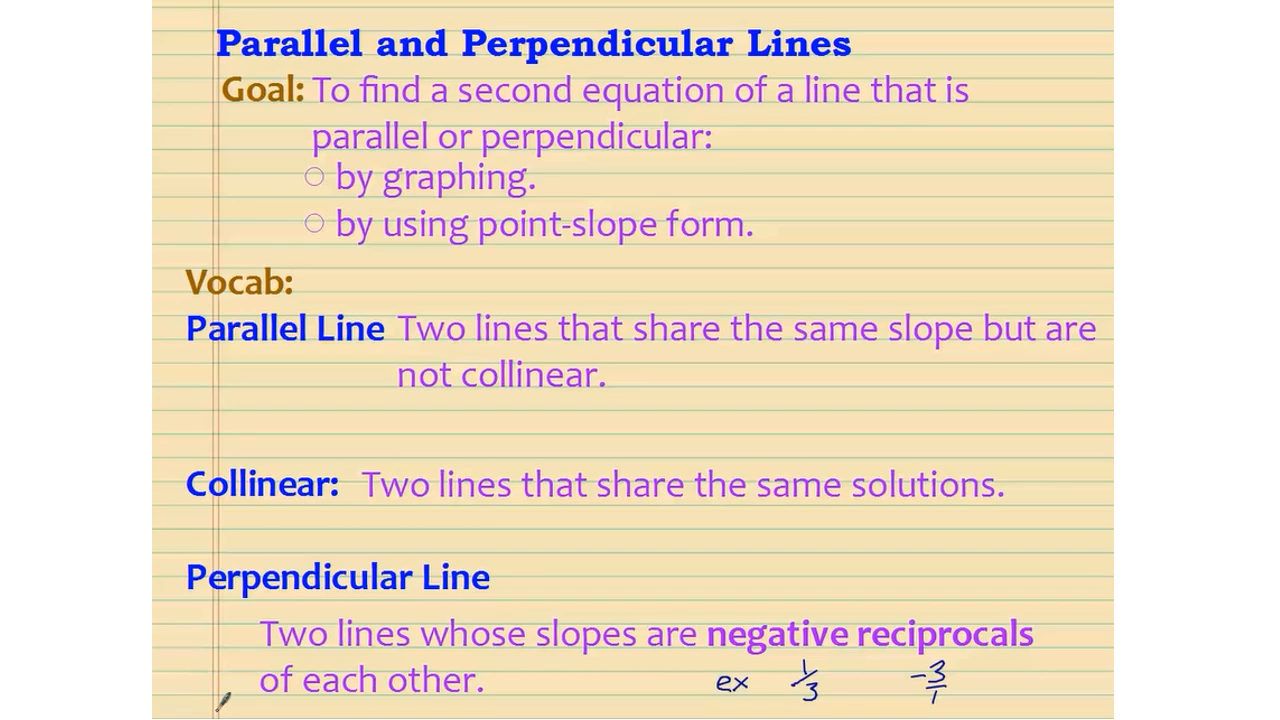 Parallel and Perpendicular Lines
Goal: To find a second equation of a line that is
parallel or perpendicular:
○ by graphing.
○ by using point-slope form.
Vocab:
Parallel Line Two lines that share the same slope but are
not collinear.
Collinear: Two lines that share the same solutions.
Perpendicular Line
Two lines whose slopes are negative reciprocals
of each other. ex 1/3 -3/1